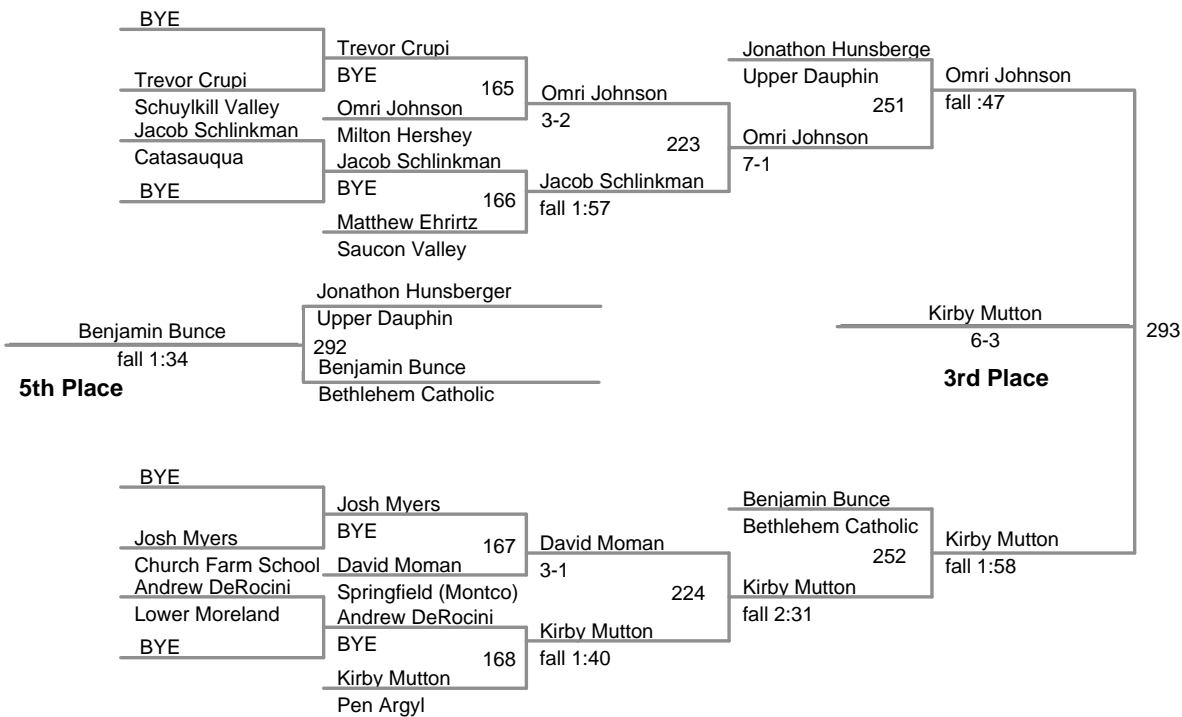 BYE
Trevor Crupi
Schuylkill Valley
Jacob Schlinkman
Catasauqua
BYE
Trevor Crupi
BYE
165
Omri Johnson
Milton Hershey
Jacob Schlinkman
BYE
166
Matthew Ehrirtz
Saucon Valley
Omri Johnson
3-2
223
Jacob Schlinkman
fall 1:57
Jonathon Hunsberge
Upper Dauphin
251
Omri Johnson
7-1
Omri Johnson
fall :47
Jonathon Hunsberger
Upper Dauphin
292
Benjamin Bunce
Bethlehem Catholic
Benjamin Bunce
fall 1:34
5th Place
Kirby Mutton
6-3
293
3rd Place
BYE
Josh Myers
Church Farm School
Andrew DeRocini
Lower Moreland
BYE
Josh Myers
BYE
167
David Moman
Springfield (Montco)
Andrew DeRocini
BYE
168
Kirby Mutton
Pen Argyl
David Moman
3-1
224
Kirby Mutton
fall 1:40
Benjamin Bunce
Bethlehem Catholic
252
Kirby Mutton
fall 2:31
Kirby Mutton
fall 1:58